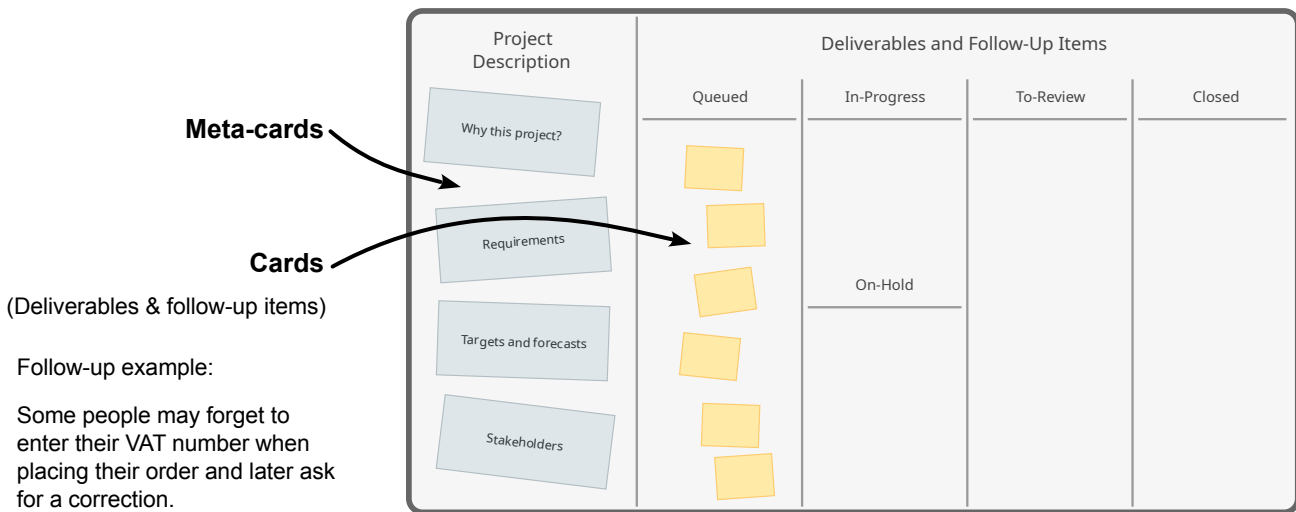 Project
Description
Deliverables and Follow-Up Items
Queued
In-Progress
To-Review
Closed
Meta-cards
Why this project?
Requirements
Cards
(Deliverables & follow-up items)
On-Hold
Targets and forecasts
Stakeholders
Follow-up example:
Some people may forget to
enter their VAT number when
placing their order and later ask
for a correction.